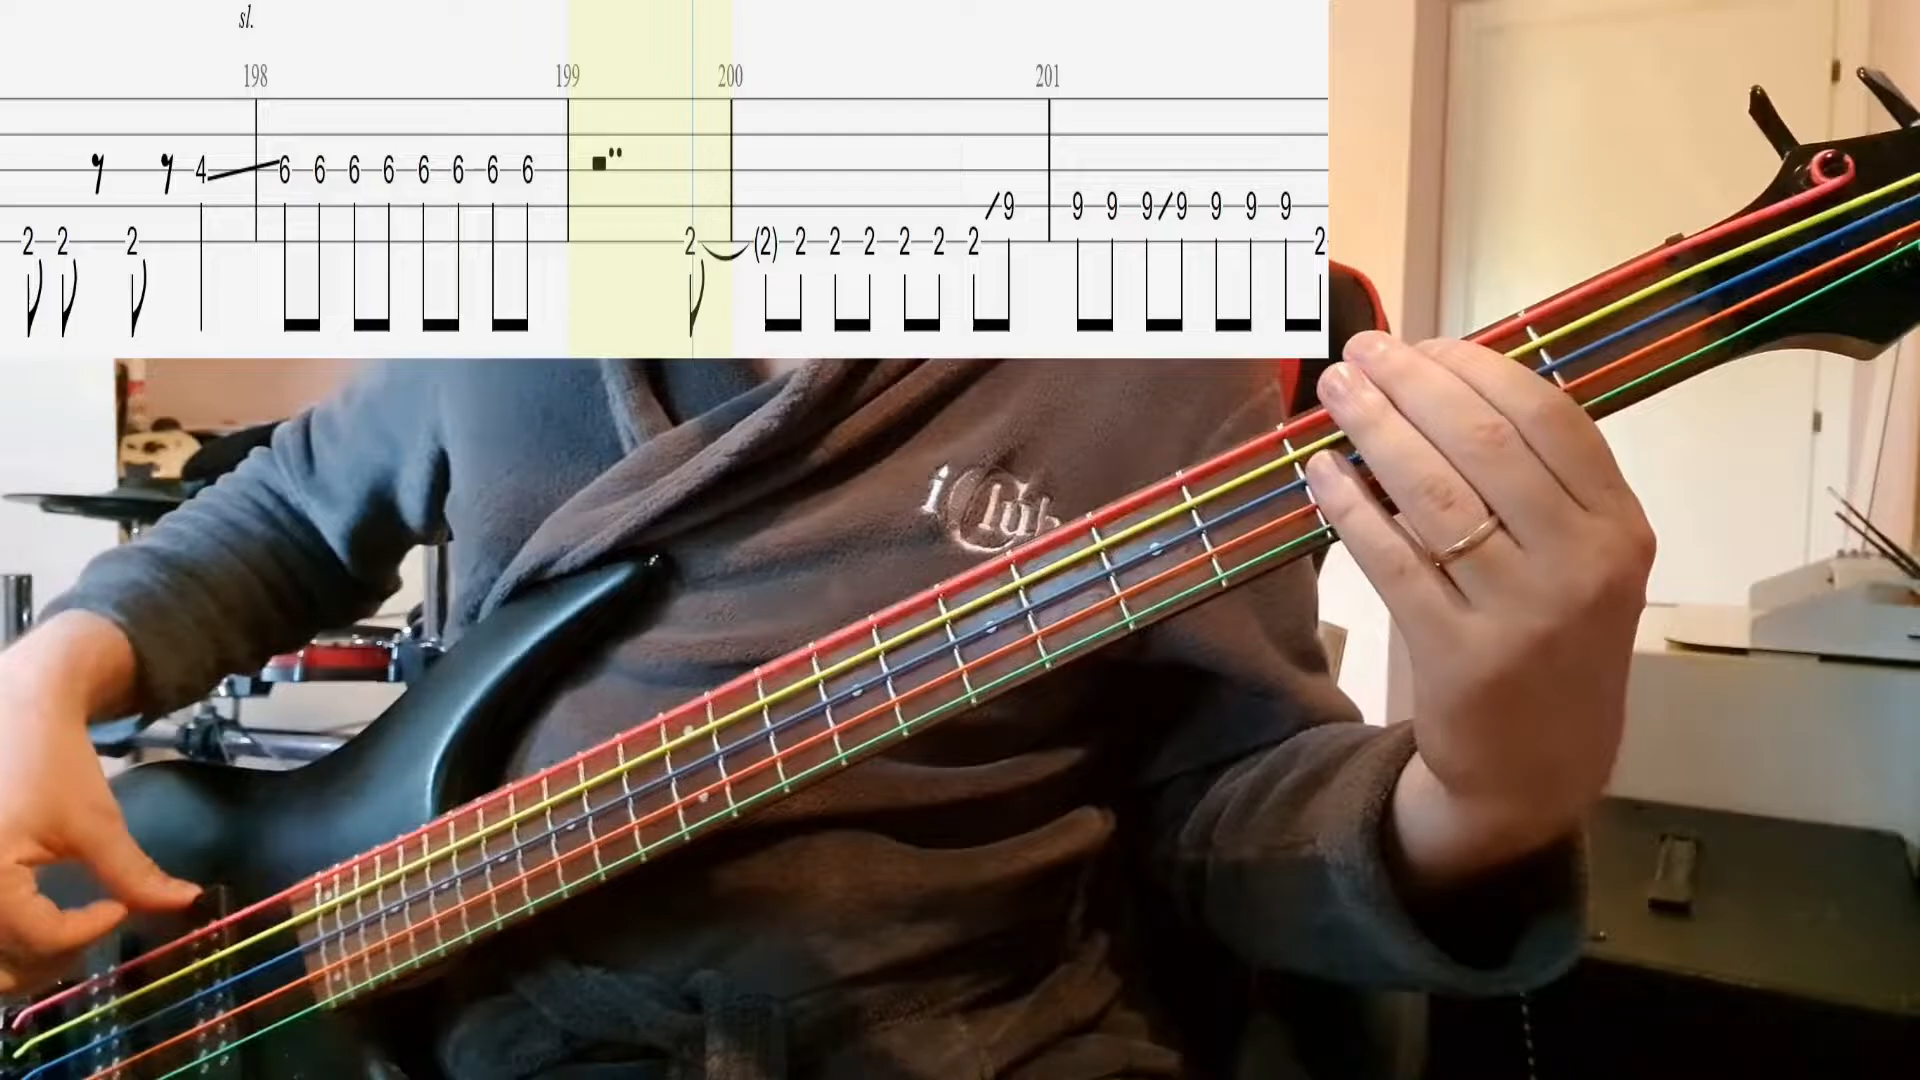 sl.
198 199 200 201
4 6 6 6 6 6 6 6 6
9 9 9 9 9 9 9 9
2 2 2 2 (2) 2 2 2 2 2 2 2
iClub